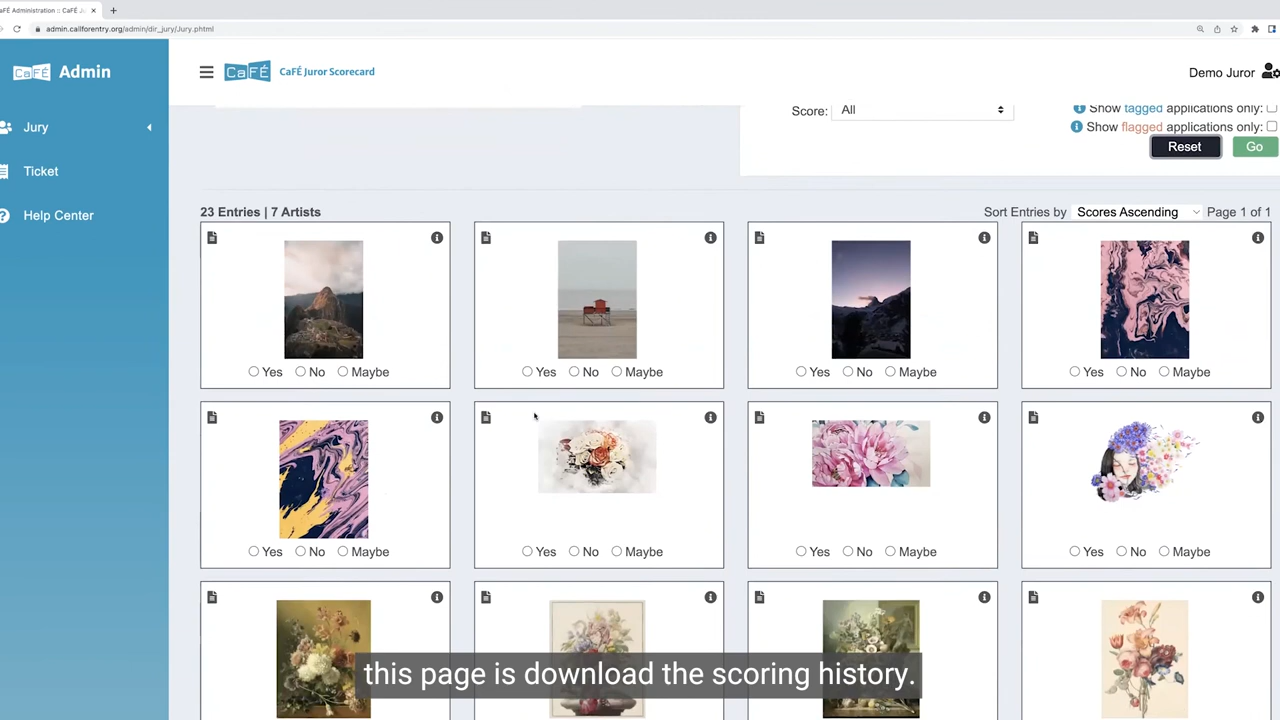 aFÉ Administration :: CaFÉ J
admin.callforentry.org/admin/dir_jury/Jury.phtml
CaFÉ Admin
CaFÉ CaFÉ Juror Scorecard
Demo Juror
Jury
Ticket
Help Center
Score: All
Show tagged applications only:
Show flagged applications only:
Reset Go
23 Entries | 7 Artists
Sort Entries by Scores Ascending Page 1 of 1
Yes No Maybe Yes No Maybe Yes No Maybe Yes No Maybe
Yes No Maybe Yes No Maybe Yes No Maybe Yes No Maybe
this page is download the scoring history.